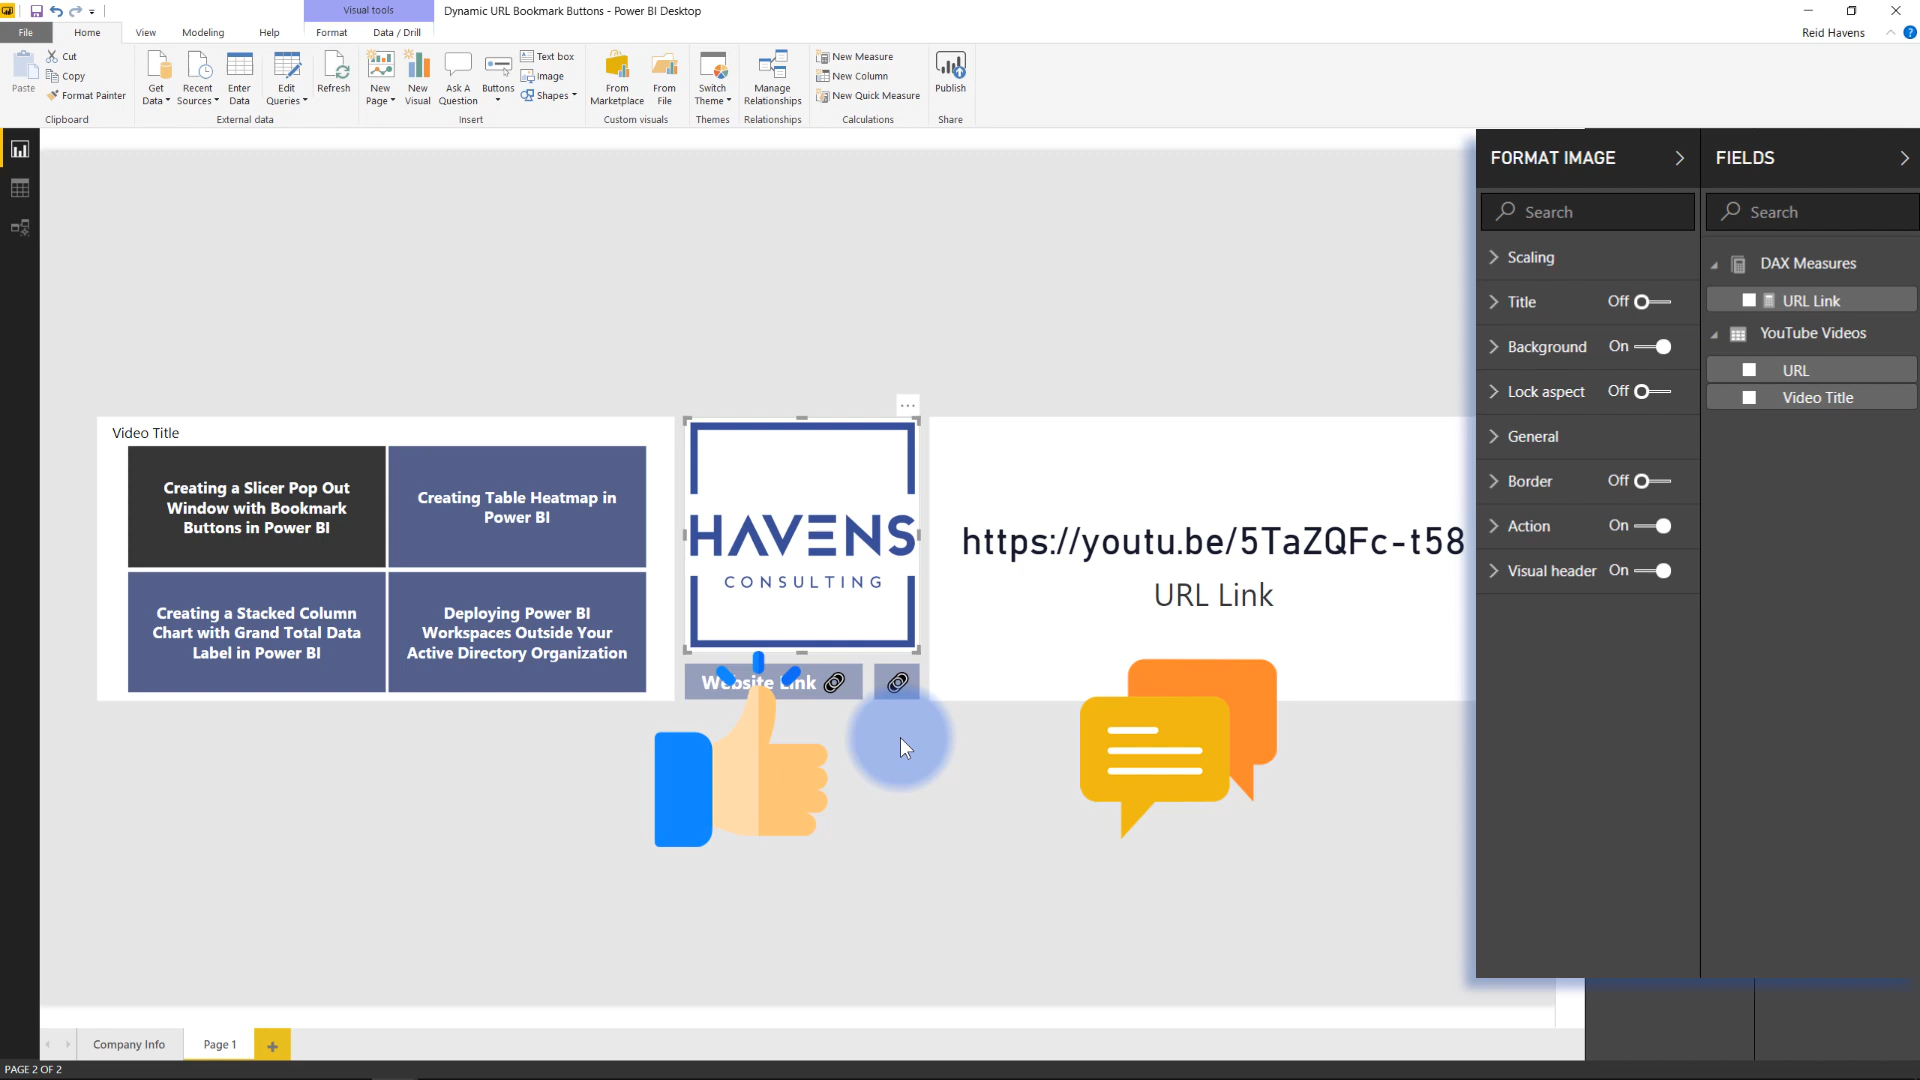 Visual tools
Dynamic URL Bookmark Buttons - Power BI Desktop
File
Home
View
Modeling
Help
Format
Data / Drill
Reid Havens
?
Paste
Cut
Copy
Format Painter
Clipboard
Get Data
Recent Sources
Enter Data
Edit Queries
Refresh
External data
New Page
New Visual
Ask A Question
Buttons
Text box
Image
Shapes
Insert
From Marketplace
From File
Custom visuals
Switch Theme
Themes
Manage Relationships
Relationships
New Measure
New Column
New Quick Measure
Calculations
Publish
Share
Video Title
Creating a Slicer Pop Out
Window with Bookmark
Buttons in Power BI
Creating Table Heatmap in
Power BI
Creating a Stacked Column
Chart with Grand Total Data
Label in Power BI
Deploying Power BI
Workspaces Outside Your
Active Directory Organization
...
HAVENS
CONSULTING
Website Link
https://youtu.be/5TaZQFc-t58
URL Link
FORMAT IMAGE
Search
Scaling
Title Off
Background On
Lock aspect Off
General
Border Off
Action On
Visual header On
FIELDS
Search
DAX Measures
URL Link
YouTube Videos
URL
Video Title
Company Info
Page 1
+
PAGE 2 OF 2